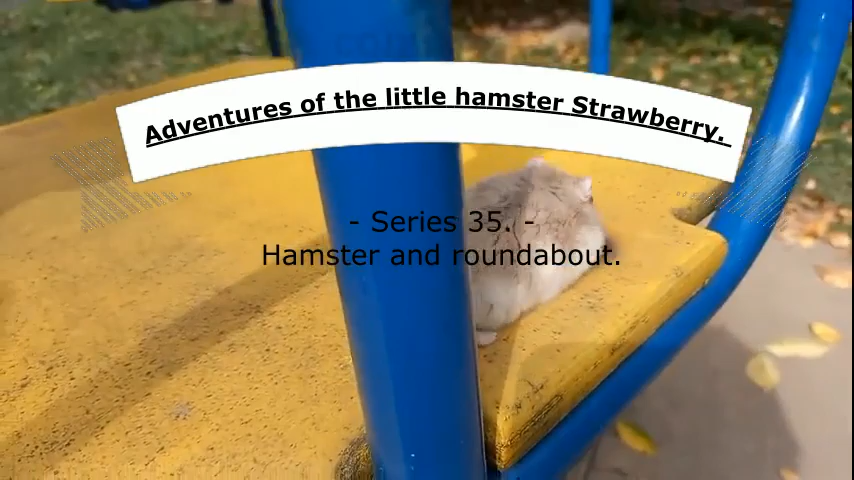 Adventures of the little hamster Strawberry.
- Series 35. -
Hamster and roundabout.